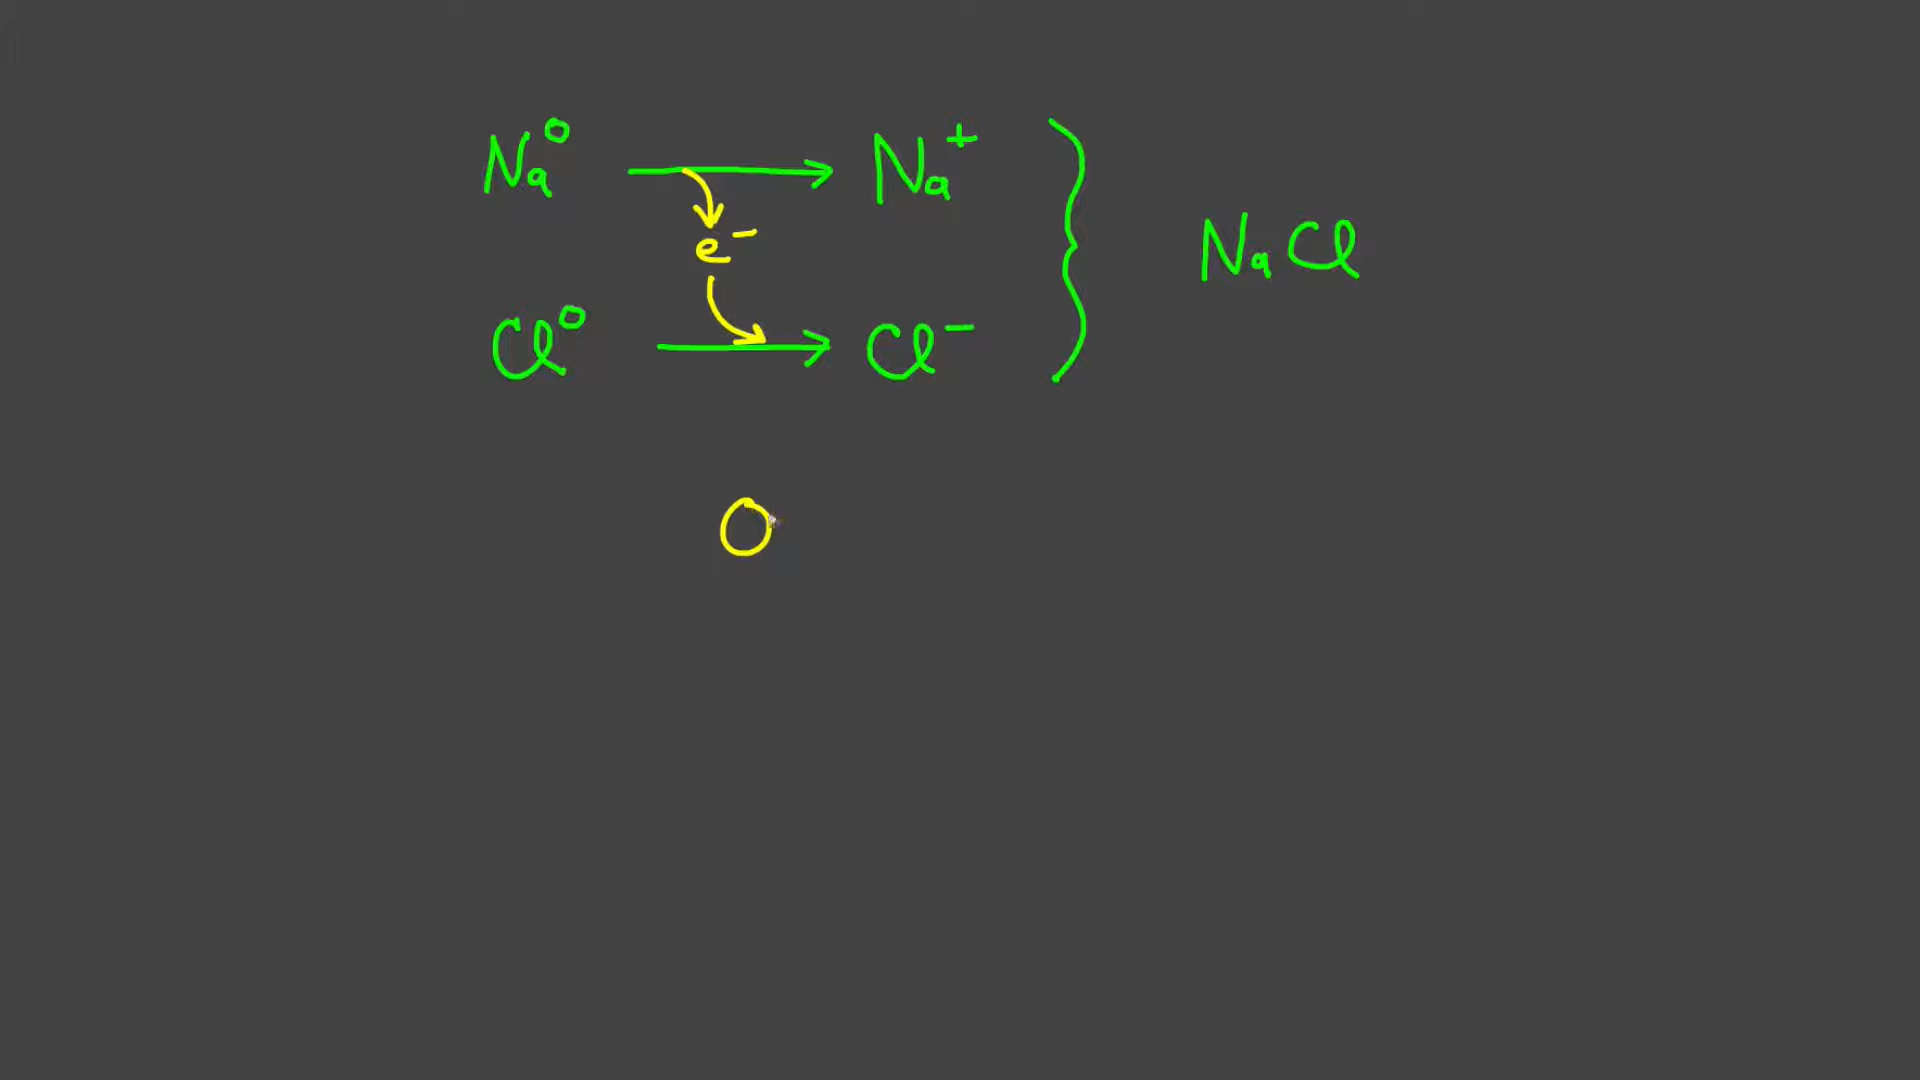 Na⁰ → Na⁺
e⁻
NaCl
Cl⁰ → Cl⁻
O